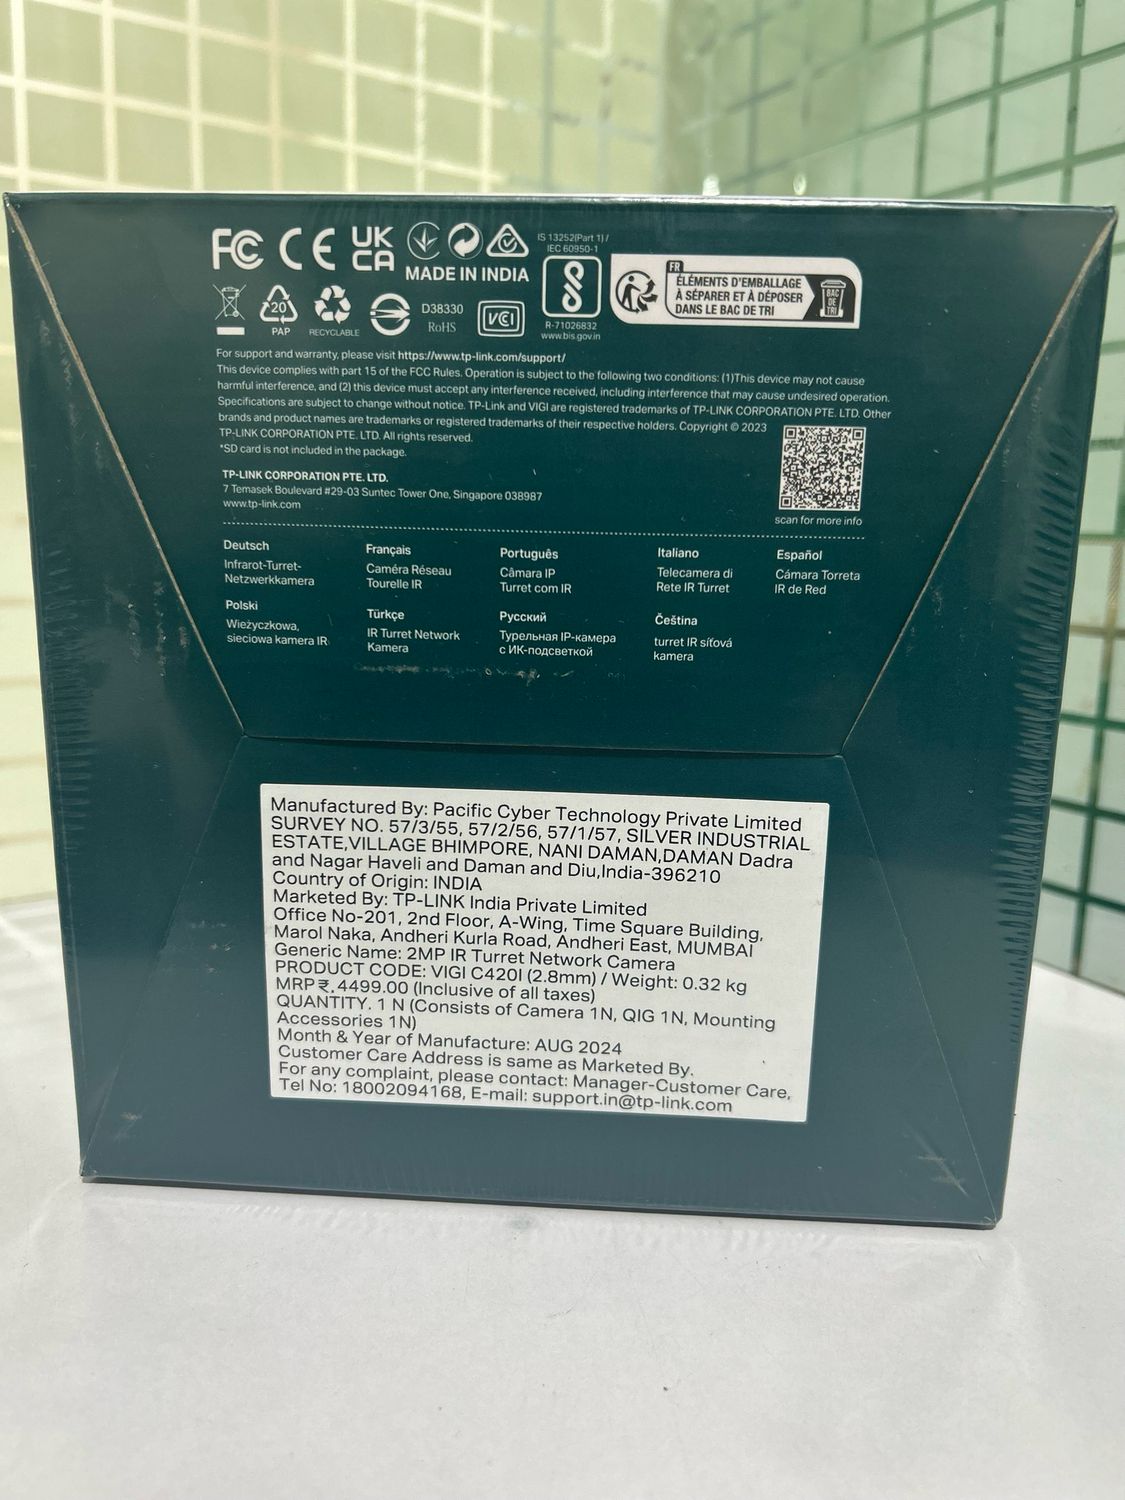 FC CE UK CA
MADE IN INDIA
IS 13252(Part 1) /
IEC 60950-1
R-71026832
www.bis.gov.in
FR
ÉLÉMENTS D'EMBALLAGE
À SÉPARER ET À DÉPOSER
DANS LE BAC DE TRI
BAC
DE
TRI
20
PAP
RECYCLABLE
D38330
RoHS
VCCI
For support and warranty, please visit https://www.tp-link.com/support/
This device complies with part 15 of the FCC Rules. Operation is subject to the following two conditions: (1)This device may not cause
harmful interference, and (2) this device must accept any interference received, including interference that may cause undesired operation.
Specifications are subject to change without notice. TP-Link and VIGI are registered trademarks of TP-LINK CORPORATION PTE. LTD. Other
brands and product names are trademarks or registered trademarks of their respective holders. Copyright © 2023
TP-LINK CORPORATION PTE. LTD. All rights reserved.
*SD card is not included in the package.
TP-LINK CORPORATION PTE. LTD.
7 Temasek Boulevard #29-03 Suntec Tower One, Singapore 038987
www.tp-link.com
scan for more info
Deutsch
Infrarot-Turret-
Netzwerkkamera
Français
Caméra Réseau
Tourelle IR
Português
Câmara IP
Turret com IR
Italiano
Telecamera di
Rete IR Turret
Español
Cámara Torreta
IR de Red
Polski
Wieżyczkowa,
sieciowa kamera IR
Türkçe
IR Turret Network
Kamera
Русский
Турельная IP-камера
с ИК-подсветкой
Čeština
turret IR síťová
kamera
Manufactured By: Pacific Cyber Technology Private Limited
SURVEY NO. 57/3/55, 57/2/56, 57/1/57, SILVER INDUSTRIAL
ESTATE,VILLAGE BHIMPORE, NANI DAMAN,DAMAN Dadra
and Nagar Haveli and Daman and Diu,India-396210
Country of Origin: INDIA
Marketed By: TP-LINK India Private Limited
Office No-201, 2nd Floor, A-Wing, Time Square Building,
Marol Naka, Andheri Kurla Road, Andheri East, MUMBAI
Generic Name: 2MP IR Turret Network Camera
PRODUCT CODE: VIGI C420I (2.8mm) / Weight: 0.32 kg
MRP₹.4499.00 (Inclusive of all taxes)
QUANTITY. 1 N (Consists of Camera 1N, QIG 1N, Mounting
Accessories 1N)
Month & Year of Manufacture: AUG 2024
Customer Care Address is same as Marketed By.
For any complaint, please contact: Manager-Customer Care,
Tel No: 18002094168, E-mail: support.in@tp-link.com